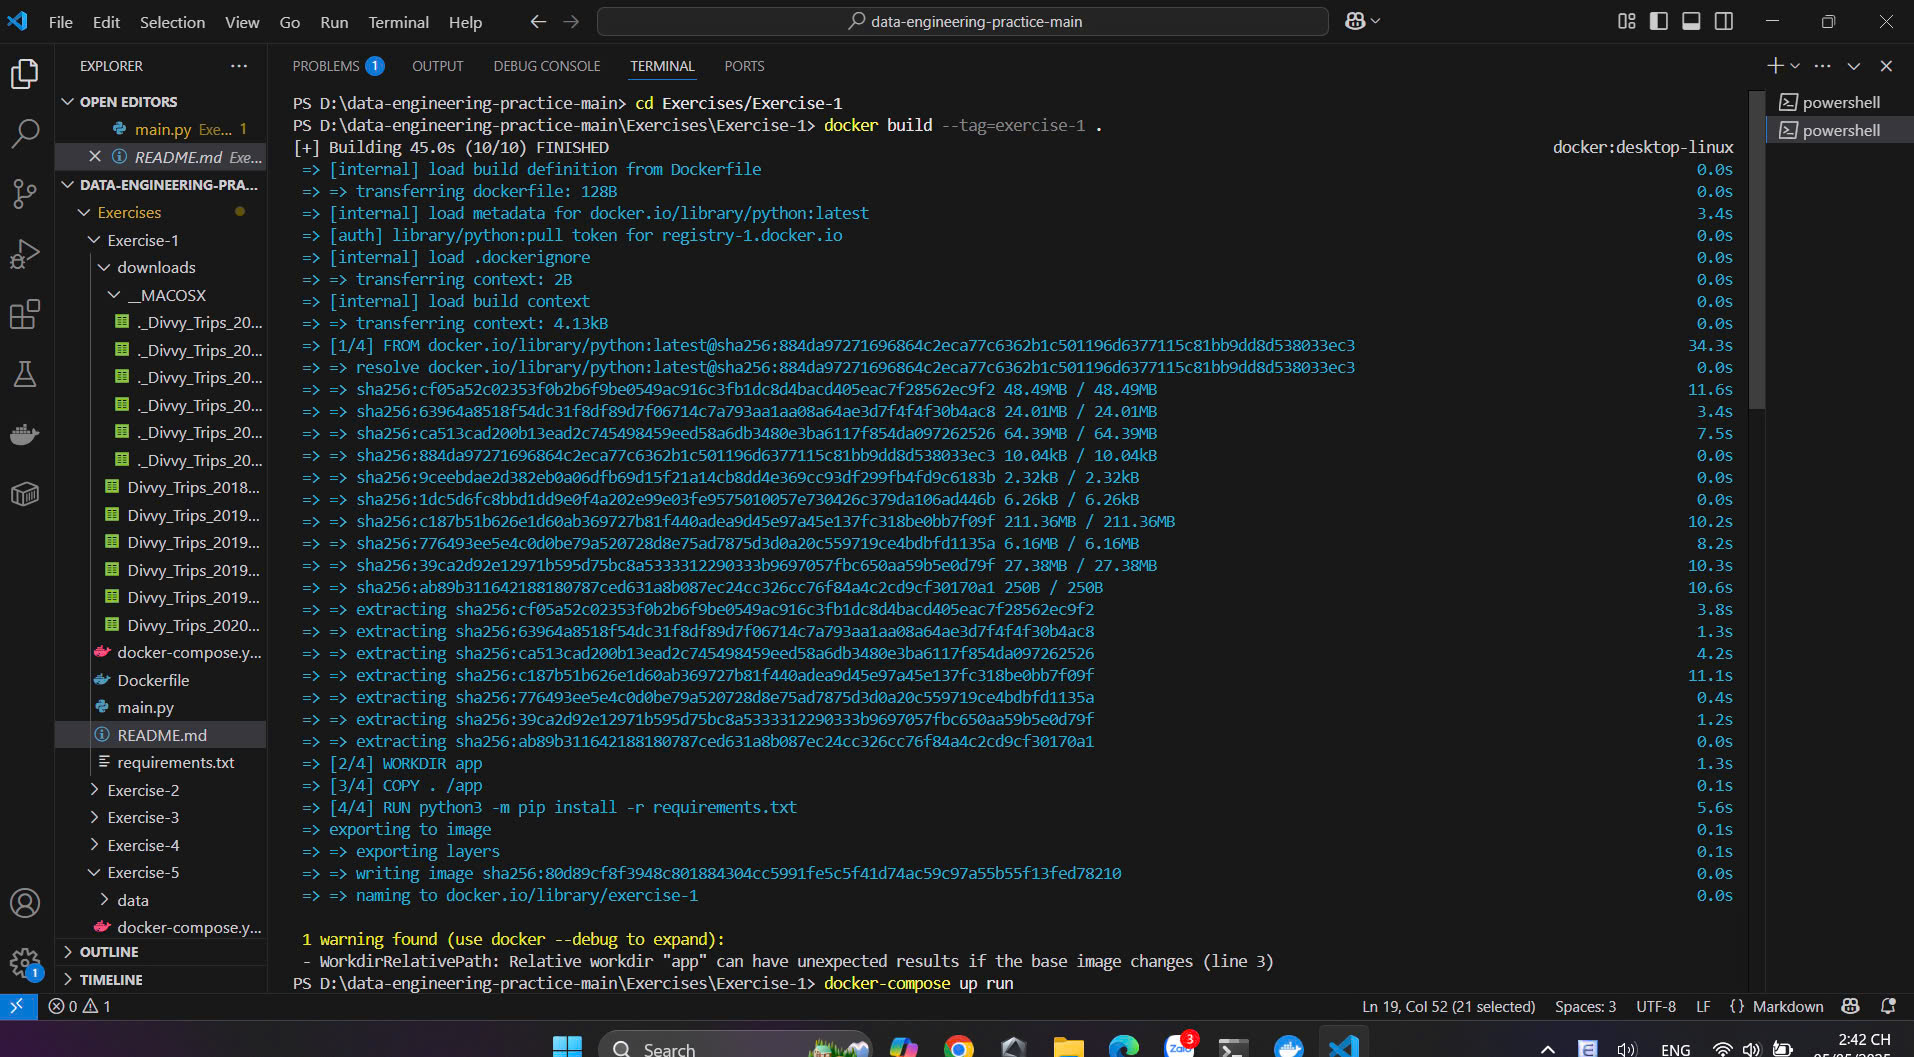 File Edit Selection View Go Run Terminal Help
data-engineering-practice-main
EXPLORER
OPEN EDITORS
main.py Exe... 1
README.md Exe...
DATA-ENGINEERING-PRA...
Exercises
Exercise-1
downloads
__MACOSX
._Divvy_Trips_20...
._Divvy_Trips_20...
._Divvy_Trips_20...
._Divvy_Trips_20...
._Divvy_Trips_20...
._Divvy_Trips_20...
Divvy_Trips_2018...
Divvy_Trips_2019...
Divvy_Trips_2019...
Divvy_Trips_2019...
Divvy_Trips_2019...
Divvy_Trips_2020...
docker-compose.y...
Dockerfile
main.py
README.md
requirements.txt
Exercise-2
Exercise-3
Exercise-4
Exercise-5
data
docker-compose.y...
OUTLINE
TIMELINE
1
PROBLEMS 1 OUTPUT DEBUG CONSOLE TERMINAL PORTS
PS D:\data-engineering-practice-main> cd Exercises/Exercise-1
PS D:\data-engineering-practice-main\Exercises\Exercise-1> docker build --tag=exercise-1 .
[+] Building 45.0s (10/10) FINISHED docker:desktop-linux
=> [internal] load build definition from Dockerfile 0.0s
=> => transferring dockerfile: 128B 0.0s
=> [internal] load metadata for docker.io/library/python:latest 3.4s
=> [auth] library/python:pull token for registry-1.docker.io 0.0s
=> [internal] load .dockerignore 0.0s
=> => transferring context: 2B 0.0s
=> [internal] load build context 0.0s
=> => transferring context: 4.13kB 0.0s
=> [1/4] FROM docker.io/library/python:latest@sha256:884da97271696864c2eca77c6362b1c501196d6377115c81bb9dd8d538033ec3 34.3s
=> => resolve docker.io/library/python:latest@sha256:884da97271696864c2eca77c6362b1c501196d6377115c81bb9dd8d538033ec3 0.0s
=> => sha256:cf05a52c02353f0b2b6f9be0549ac916c3fb1dc8d4bacd405eac7f28562ec9f2 48.49MB / 48.49MB 11.6s
=> => sha256:63964a8518f54dc31f8df89d7f06714c7a793aa1aa08a64ae3d7f4f4f30b4ac8 24.01MB / 24.01MB 3.4s
=> => sha256:ca513cad200b13ead2c745498459eed58a6db3480e3ba6117f854da097262526 64.39MB / 64.39MB 7.5s
=> => sha256:884da97271696864c2eca77c6362b1c501196d6377115c81bb9dd8d538033ec3 10.04kB / 10.04kB 0.0s
=> => sha256:9ceebdae2d382eb0a06dfb69d15f21a14cb8dd4e369cc93df299fb4fd9c6183b 2.32kB / 2.32kB 0.0s
=> => sha256:1dc5d6fc8bbd1dd9e0f4a202e99e03fe9575010057e730426c379da106ad446b 6.26kB / 6.26kB 0.0s
=> => sha256:c187b51b626e1d60ab369727b81f440adea9d45e97a45e137fc318be0bb7f09f 211.36MB / 211.36MB 10.2s
=> => sha256:776493ee5e4c0d0be79a520728d8e75ad7875d3d0a20c559719ce4bdbfd1135a 6.16MB / 6.16MB 8.2s
=> => sha256:39ca2d92e12971b595d75bc8a5333312290333b9697057fbc650aa59b5e0d79f 27.38MB / 27.38MB 10.3s
=> => sha256:ab89b311642188180787ced631a8b087ec24cc326cc76f84a4c2cd9cf30170a1 250B / 250B 10.6s
=> => extracting sha256:cf05a52c02353f0b2b6f9be0549ac916c3fb1dc8d4bacd405eac7f28562ec9f2 3.8s
=> => extracting sha256:63964a8518f54dc31f8df89d7f06714c7a793aa1aa08a64ae3d7f4f4f30b4ac8 1.3s
=> => extracting sha256:ca513cad200b13ead2c745498459eed58a6db3480e3ba6117f854da097262526 4.2s
=> => extracting sha256:c187b51b626e1d60ab369727b81f440adea9d45e97a45e137fc318be0bb7f09f 11.1s
=> => extracting sha256:776493ee5e4c0d0be79a520728d8e75ad7875d3d0a20c559719ce4bdbfd1135a 0.4s
=> => extracting sha256:39ca2d92e12971b595d75bc8a5333312290333b9697057fbc650aa59b5e0d79f 1.2s
=> => extracting sha256:ab89b311642188180787ced631a8b087ec24cc326cc76f84a4c2cd9cf30170a1 0.0s
=> [2/4] WORKDIR app 1.3s
=> [3/4] COPY . /app 0.1s
=> [4/4] RUN python3 -m pip install -r requirements.txt 5.6s
=> exporting to image 0.1s
=> => exporting layers 0.1s
=> => writing image sha256:80d89cf8f3948c801884304cc5991fe5c5f41d74ac59c97a55b55f13fed78210 0.0s
=> => naming to docker.io/library/exercise-1 0.0s
1 warning found (use docker --debug to expand):
- WorkdirRelativePath: Relative workdir "app" can have unexpected results if the base image changes (line 3)
PS D:\data-engineering-practice-main\Exercises\Exercise-1> docker-compose up run
powershell
powershell
0 1
Ln 19, Col 52 (21 selected) Spaces: 3 UTF-8 LF {} Markdown
Search
Zalo 3
ENG
2:42 CH